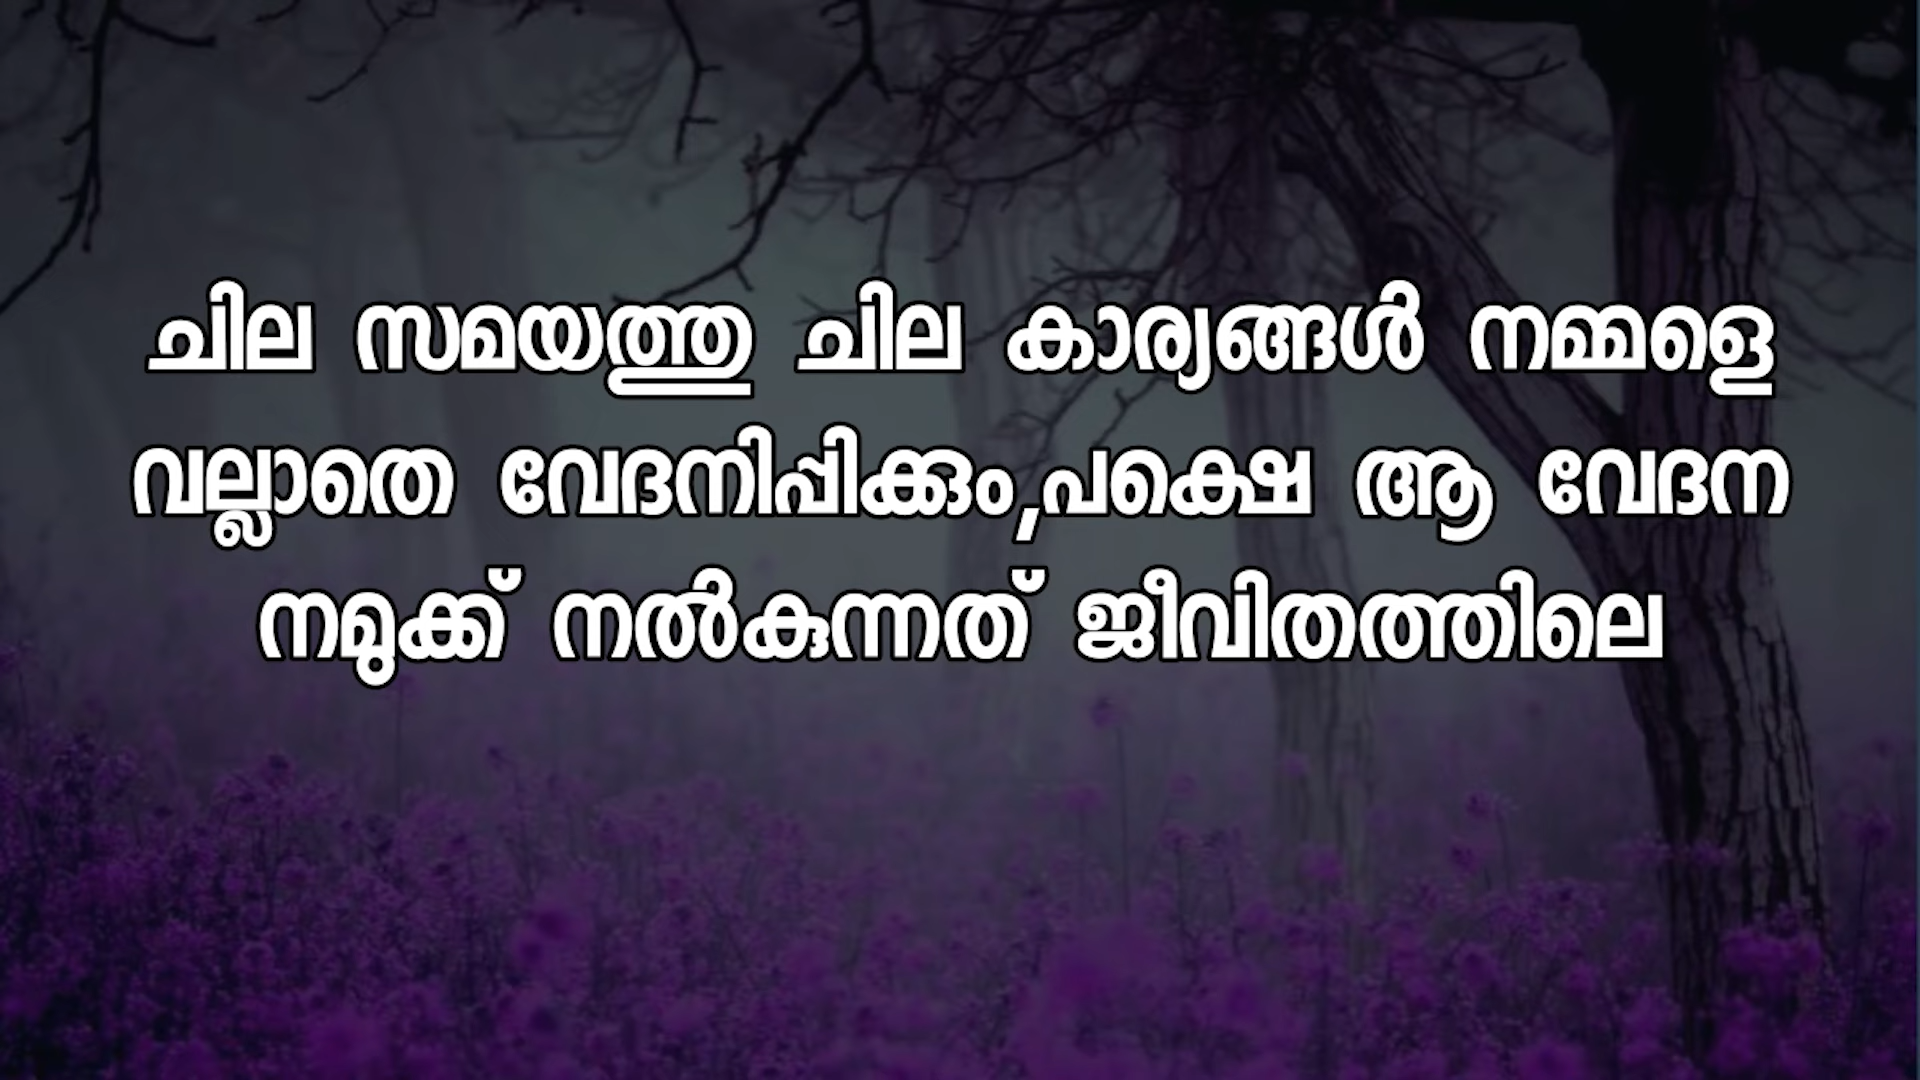 ചില സമയത്തു ചില കാര്യങ്ങൾ നമ്മളെ
വല്ലാതെ വേദനിപ്പിക്കും,പക്ഷെ ആ വേദന
നമുക്ക് നൽകുന്നത് ജീവിതത്തിലെ